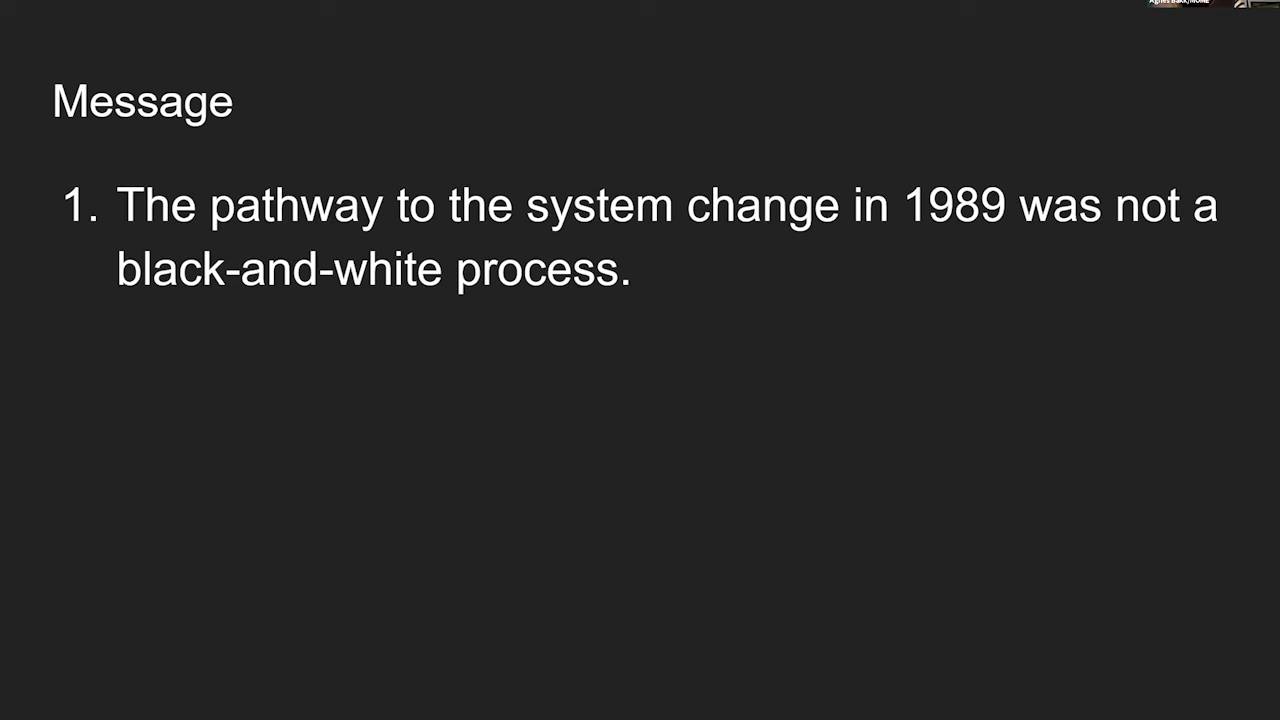 Message
1. The pathway to the system change in 1989 was not a
black-and-white process.